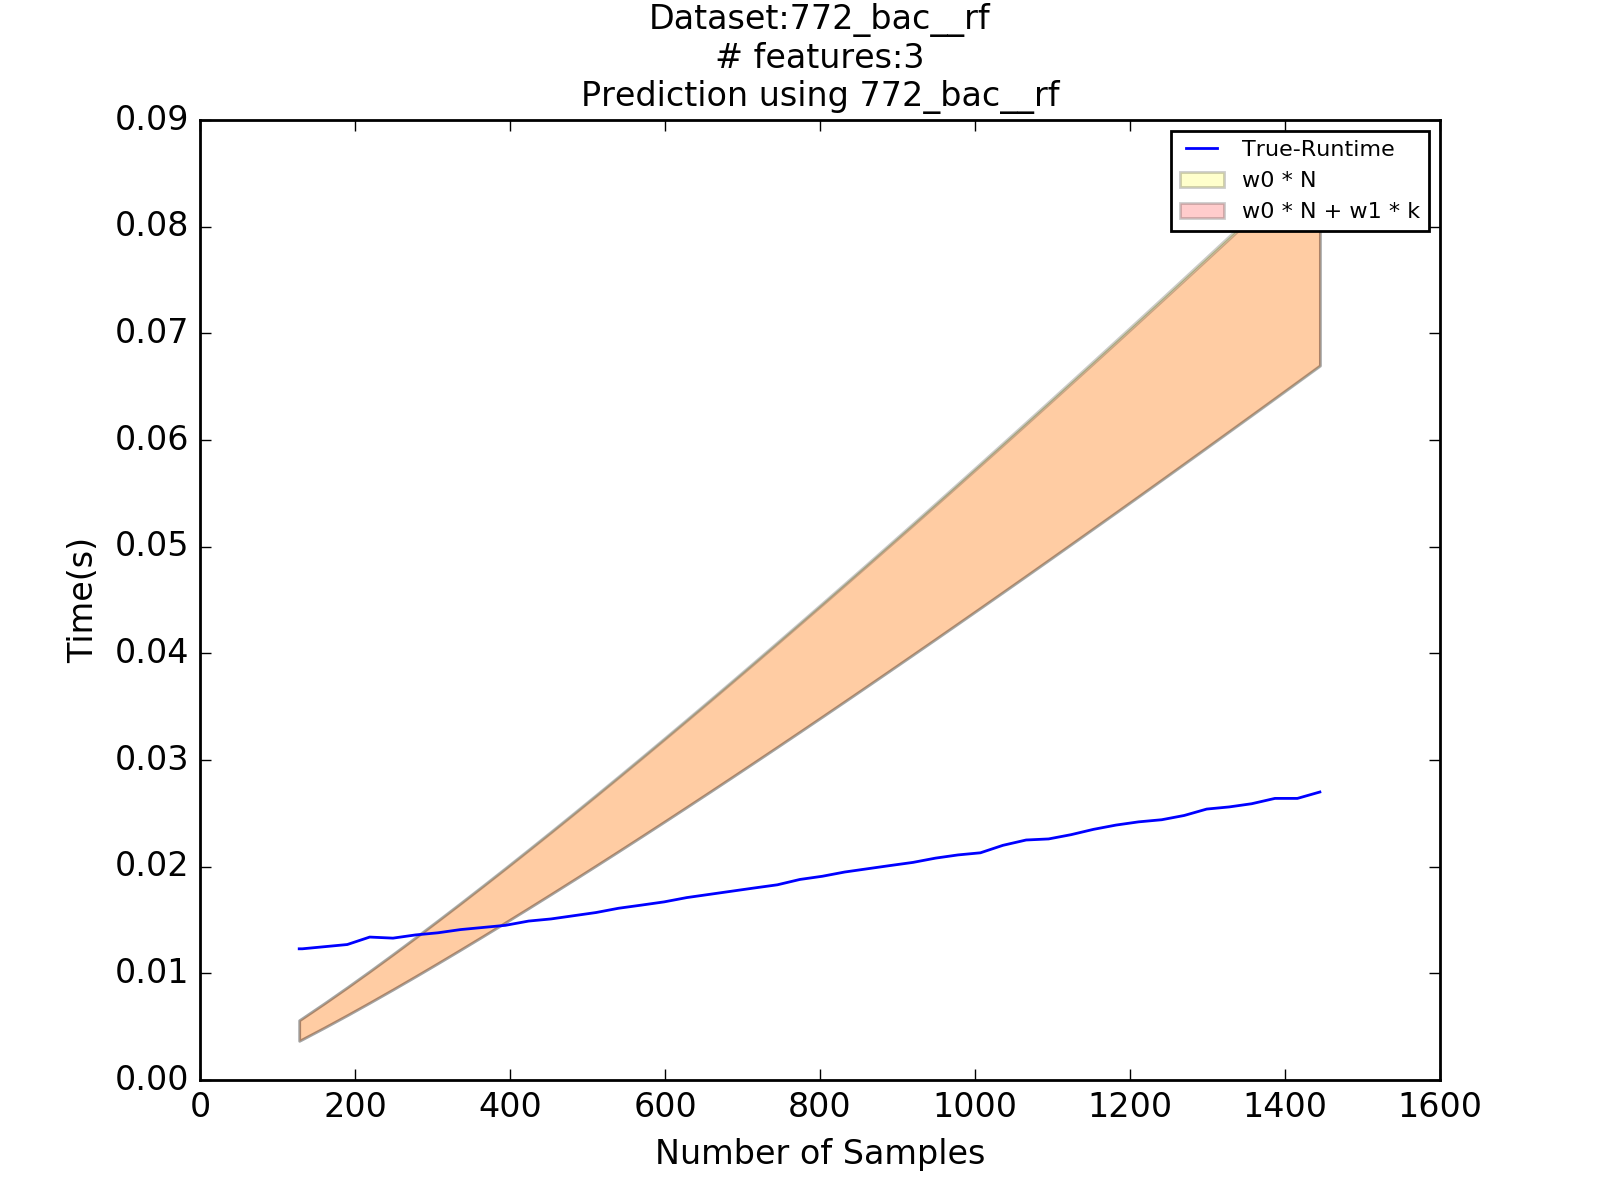 Dataset:772_bac__rf
# features:3
Prediction using 772_bac__rf
0.09
0.08
0.07
0.06
0.05
0.04
0.03
0.02
0.01
0.00
Time(s)
True-Runtime
w0 * N
w0 * N + w1 * k
0 200 400 600 800 1000 1200 1400 1600
Number of Samples